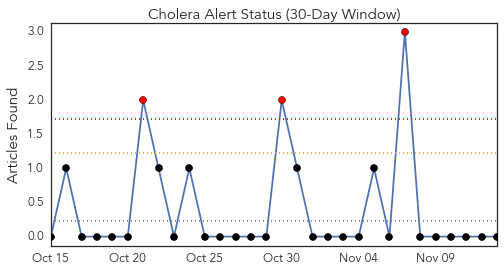 Cholera Alert Status (30-Day Window)
Articles Found
3.0
2.5
2.0
1.5
1.0
0.5
0.0
Oct 15 Oct 20 Oct 25 Oct 30 Nov 04 Nov 09